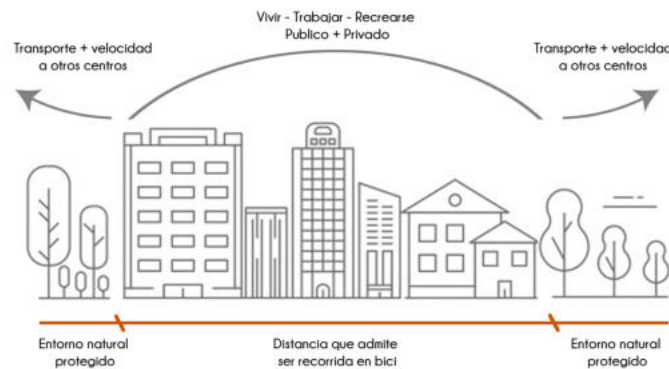 Vivir - Trabajar - Recrearse
Publico + Privado
Transporte + velocidad
a otros centros
Transporte + velocidad
a otros centros
Entorno natural
protegido
Distancia que admite
ser recorrida en bici
Entorno natural
protegido